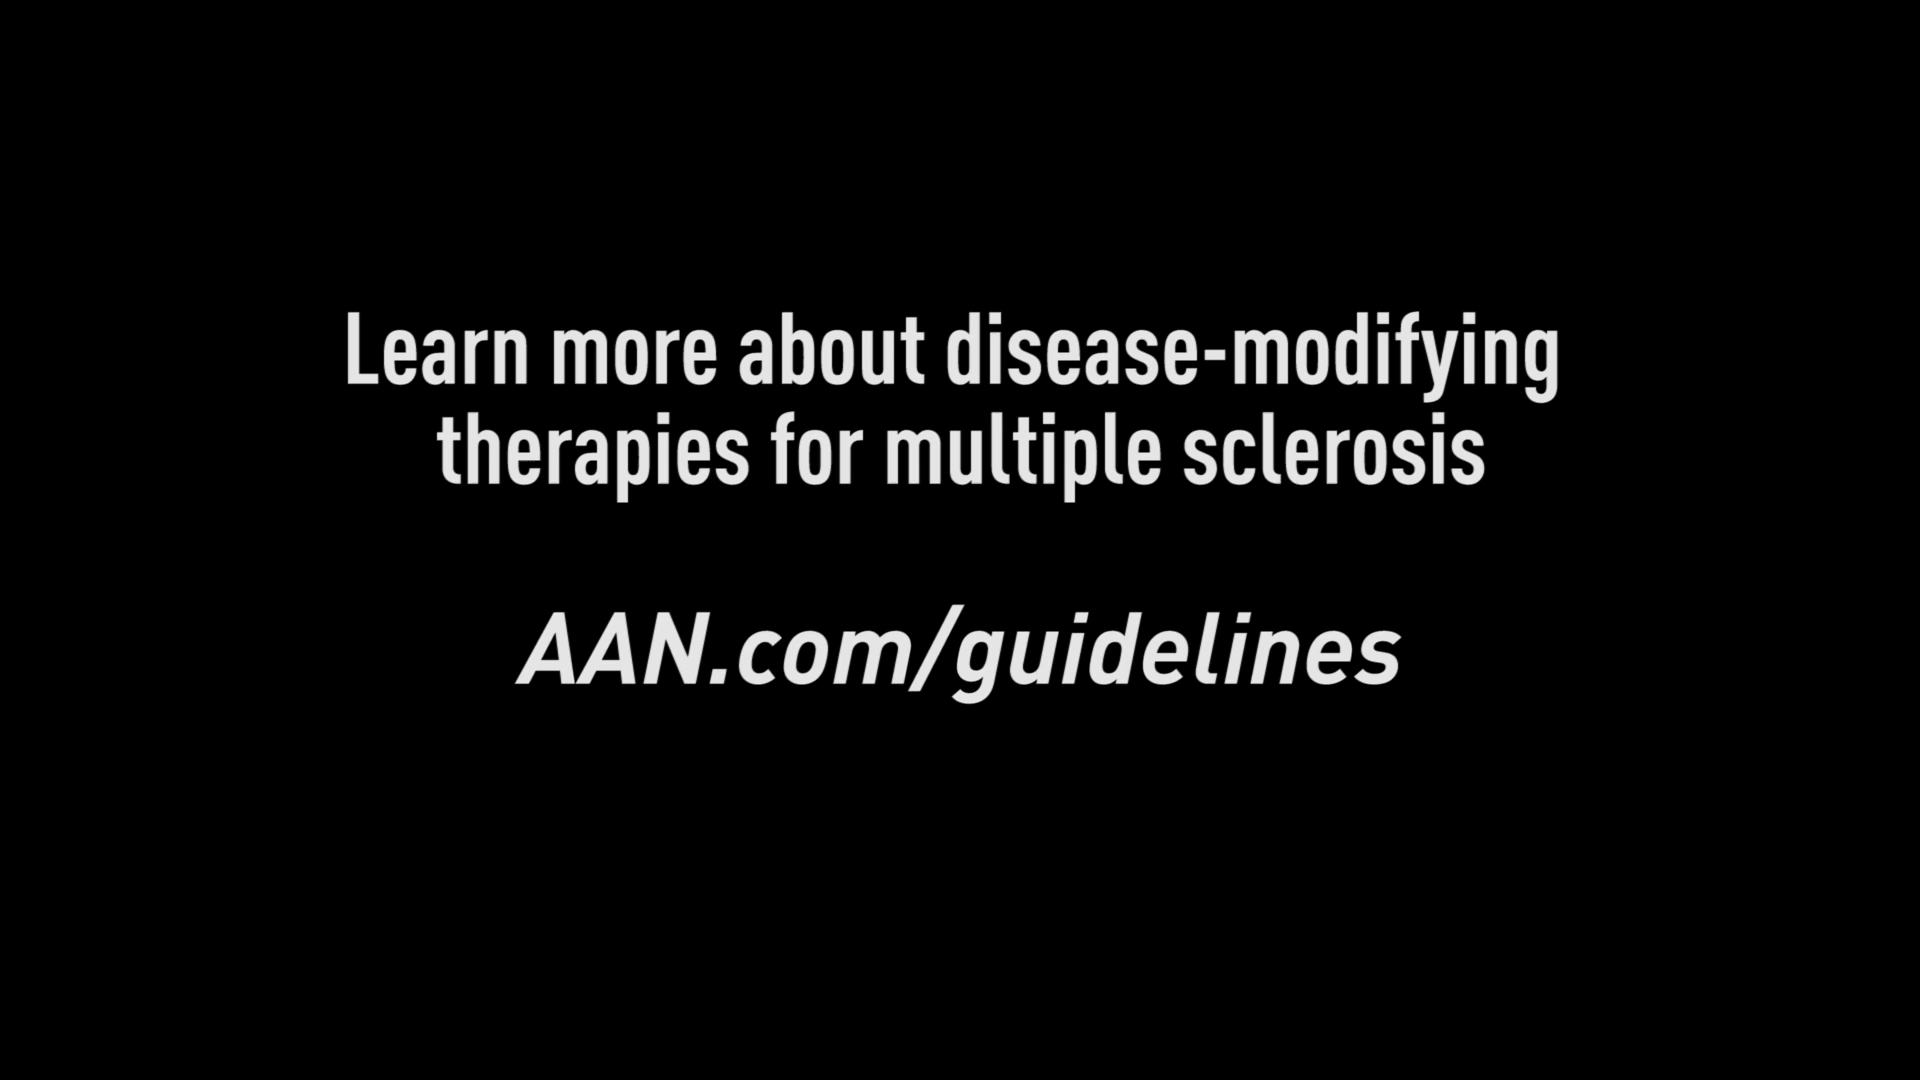 Learn more about disease-modifying
therapies for multiple sclerosis
AAN.com/guidelines